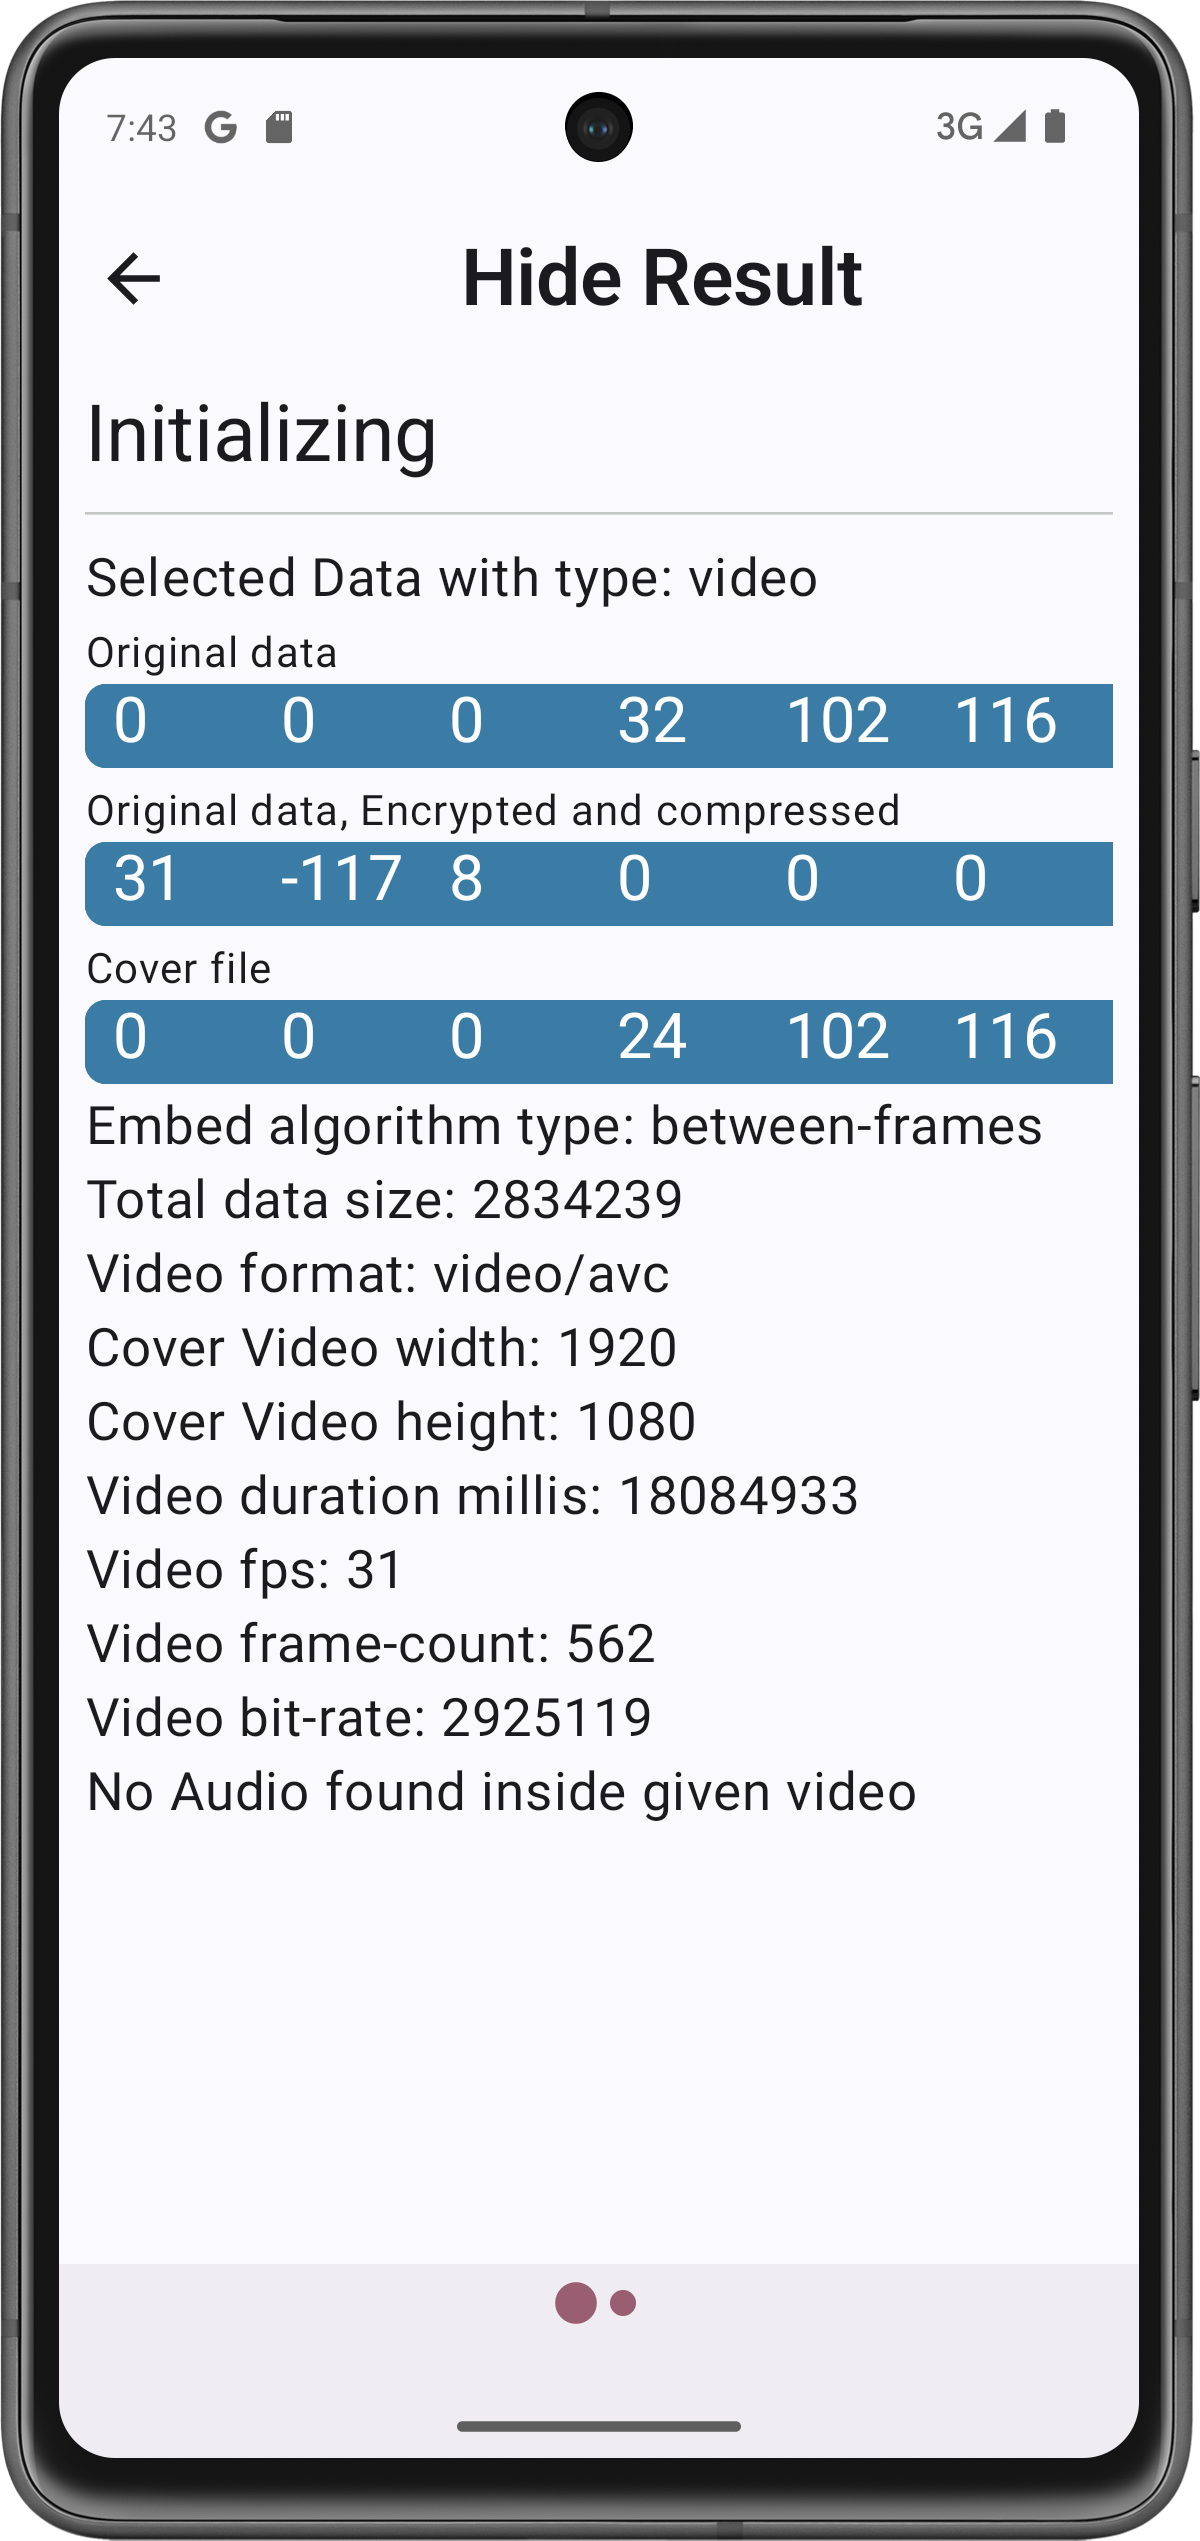 7:43 3G
Hide Result
Initializing
Selected Data with type: video
Original data
0 0 0 32 102 116
Original data, Encrypted and compressed
31 -117 8 0 0 0
Cover file
0 0 0 24 102 116
Embed algorithm type: between-frames
Total data size: 2834239
Video format: video/avc
Cover Video width: 1920
Cover Video height: 1080
Video duration millis: 18084933
Video fps: 31
Video frame-count: 562
Video bit-rate: 2925119
No Audio found inside given video